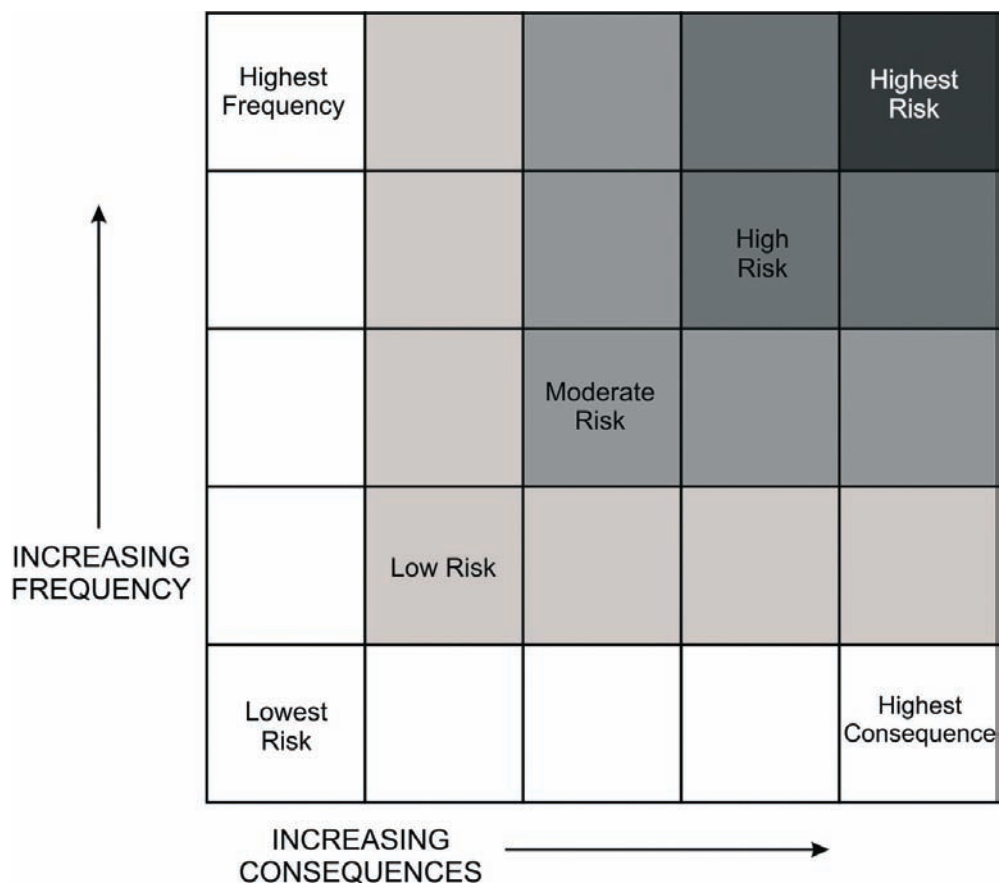 Highest
Frequency
Highest
Risk
High
Risk
Moderate
Risk
INCREASING
FREQUENCY
Low Risk
Lowest
Risk
Highest
Consequence
INCREASING
CONSEQUENCES